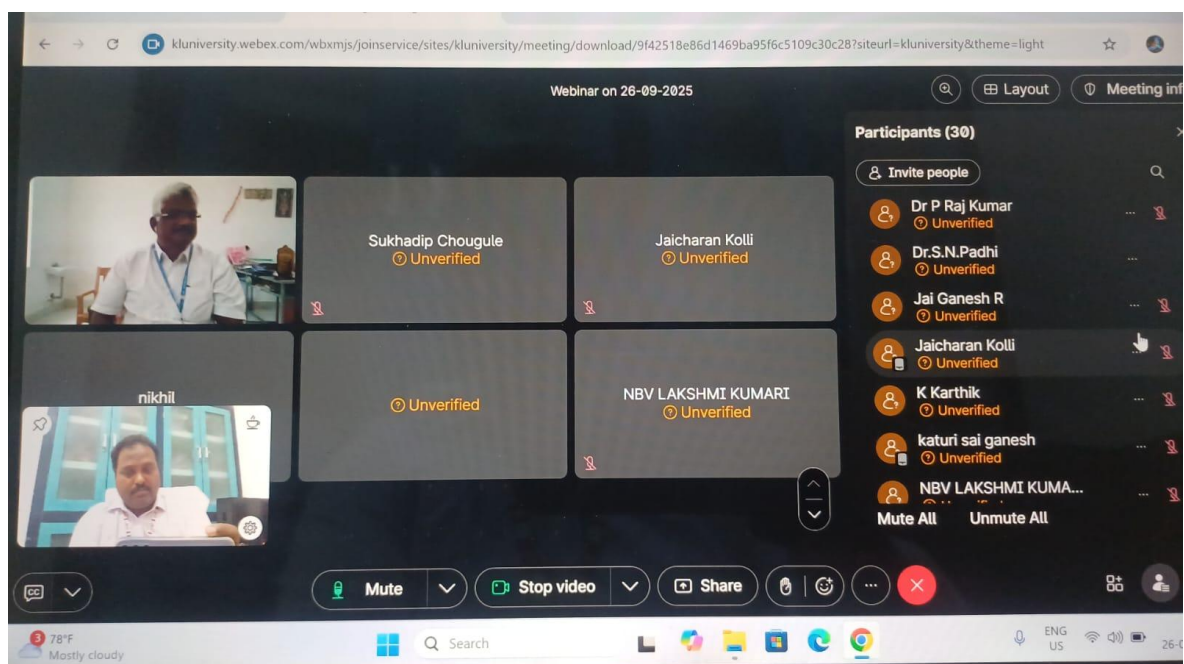 kluniversity.webex.com/wbxmjs/joinservice/sites/kluniversity/meeting/download/9f42518e86d1469ba95f6c5109c30c28?siteurl=kluniversity&theme=light
Webinar on 26-09-2025
Layout
Meeting inf
Participants (30)
Invite people
Dr P Raj Kumar
Unverified
Dr.S.N.Padhi
Unverified
Jai Ganesh R
Unverified
Jaicharan Kolli
Unverified
K Karthik
Unverified
katuri sai ganesh
Unverified
NBV LAKSHMI KUMA...
Mute All Unmute All
Sukhadip Chougule
Unverified
Jaicharan Kolli
Unverified
nikhil
Unverified
NBV LAKSHMI KUMARI
Unverified
CC
Mute
Stop video
Share
3
78°F
Mostly cloudy
Search
ENG
US